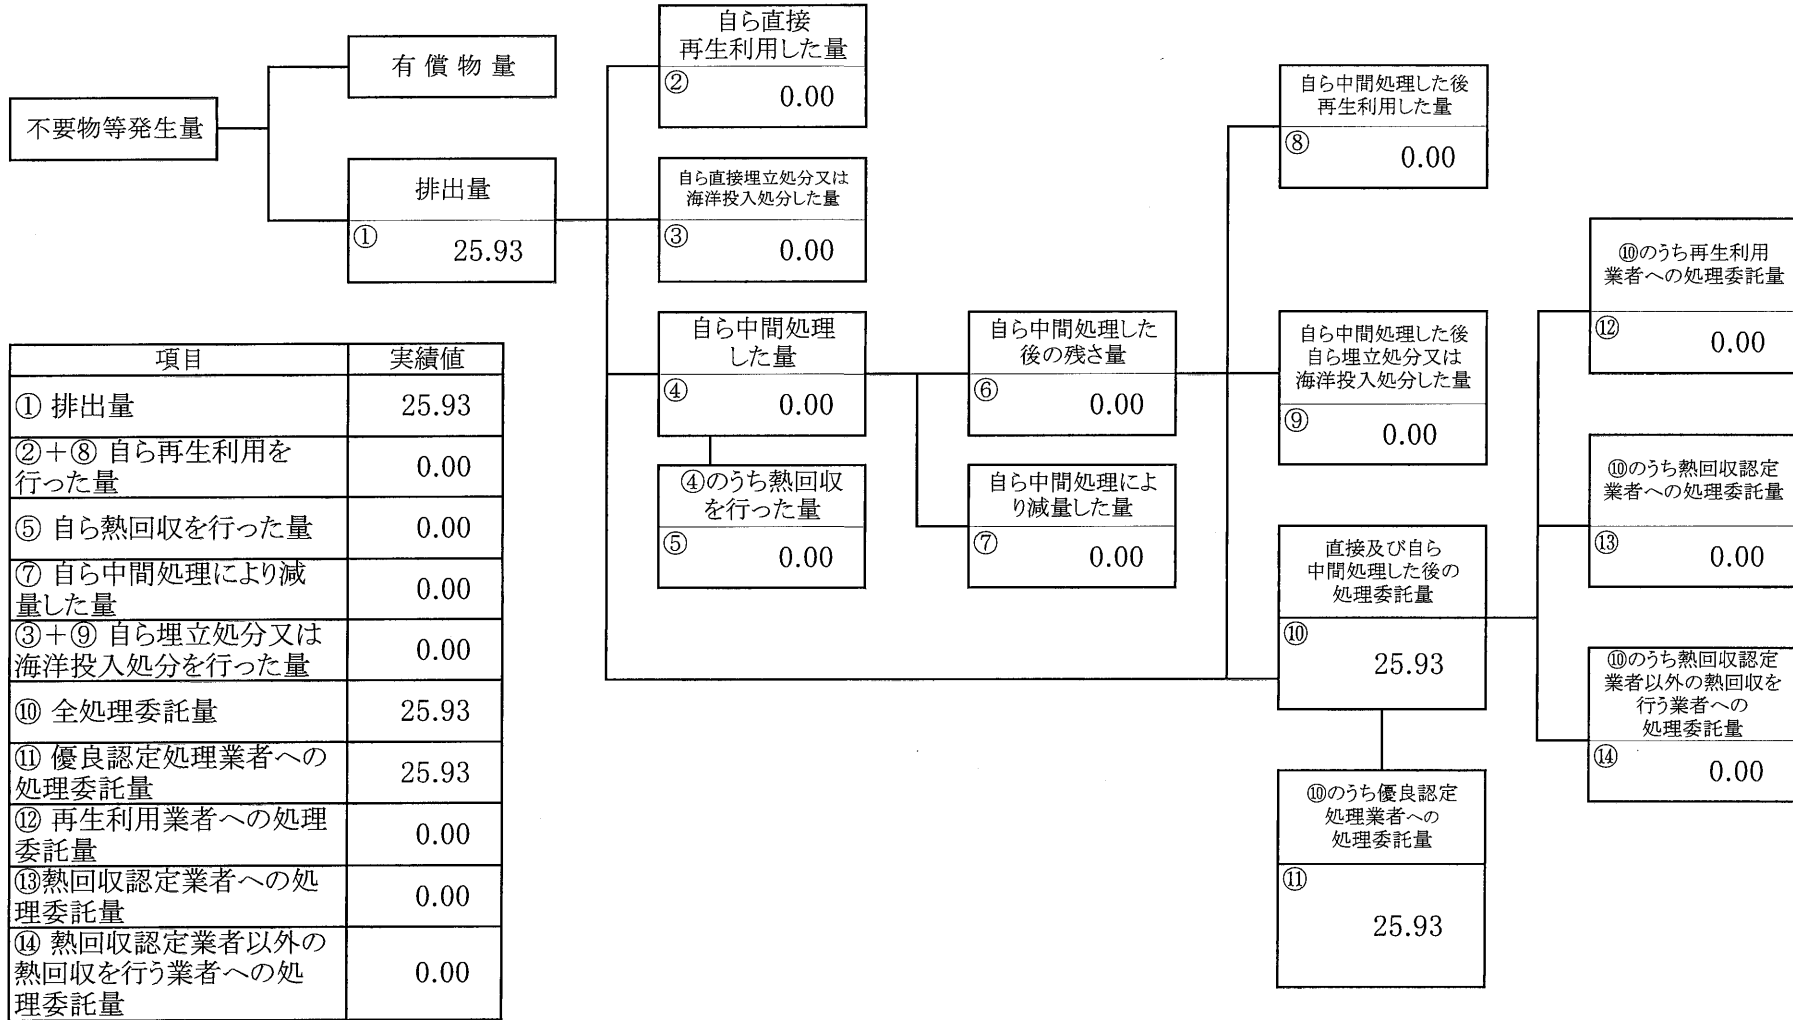 不要物等発生量
有償物量
排出量
①
25.93
自ら直接
再生利用した量
②
0.00
自ら直接埋立処分又は
海洋投入処分した量
③
0.00
自ら中間処理
した量
④
0.00
④のうち熱回収
を行った量
⑤
0.00
自ら中間処理した
後の残さ量
⑥
0.00
自ら中間処理によ
り減量した量
⑦
0.00
自ら中間処理した後
再生利用した量
⑧
0.00
自ら中間処理した後
自ら埋立処分又は
海洋投入処分した量
⑨
0.00
直接及び自ら
中間処理した後の
処理委託量
⑩
25.93
⑩のうち優良認定
処理業者への
処理委託量
⑪
25.93
⑩のうち再生利用
業者への処理委託量
⑫
0.00
⑩のうち熱回収認定
業者への処理委託量
⑬
0.00
⑩のうち熱回収認定
業者以外の熱回収を
行う業者への
処理委託量
⑭
0.00
項目 実績値
① 排出量 25.93
②＋⑧ 自ら再生利用を
行った量 0.00
⑤ 自ら熱回収を行った量 0.00
⑦ 自ら中間処理により減
量した量 0.00
③＋⑨ 自ら埋立処分又は
海洋投入処分を行った量 0.00
⑩ 全処理委託量 25.93
⑪ 優良認定処理業者への
処理委託量 25.93
⑫ 再生利用業者への処理
委託量 0.00
⑬熱回収認定業者への処
理委託量 0.00
⑭ 熱回収認定業者以外の
熱回収を行う業者への処
理委託量 0.00